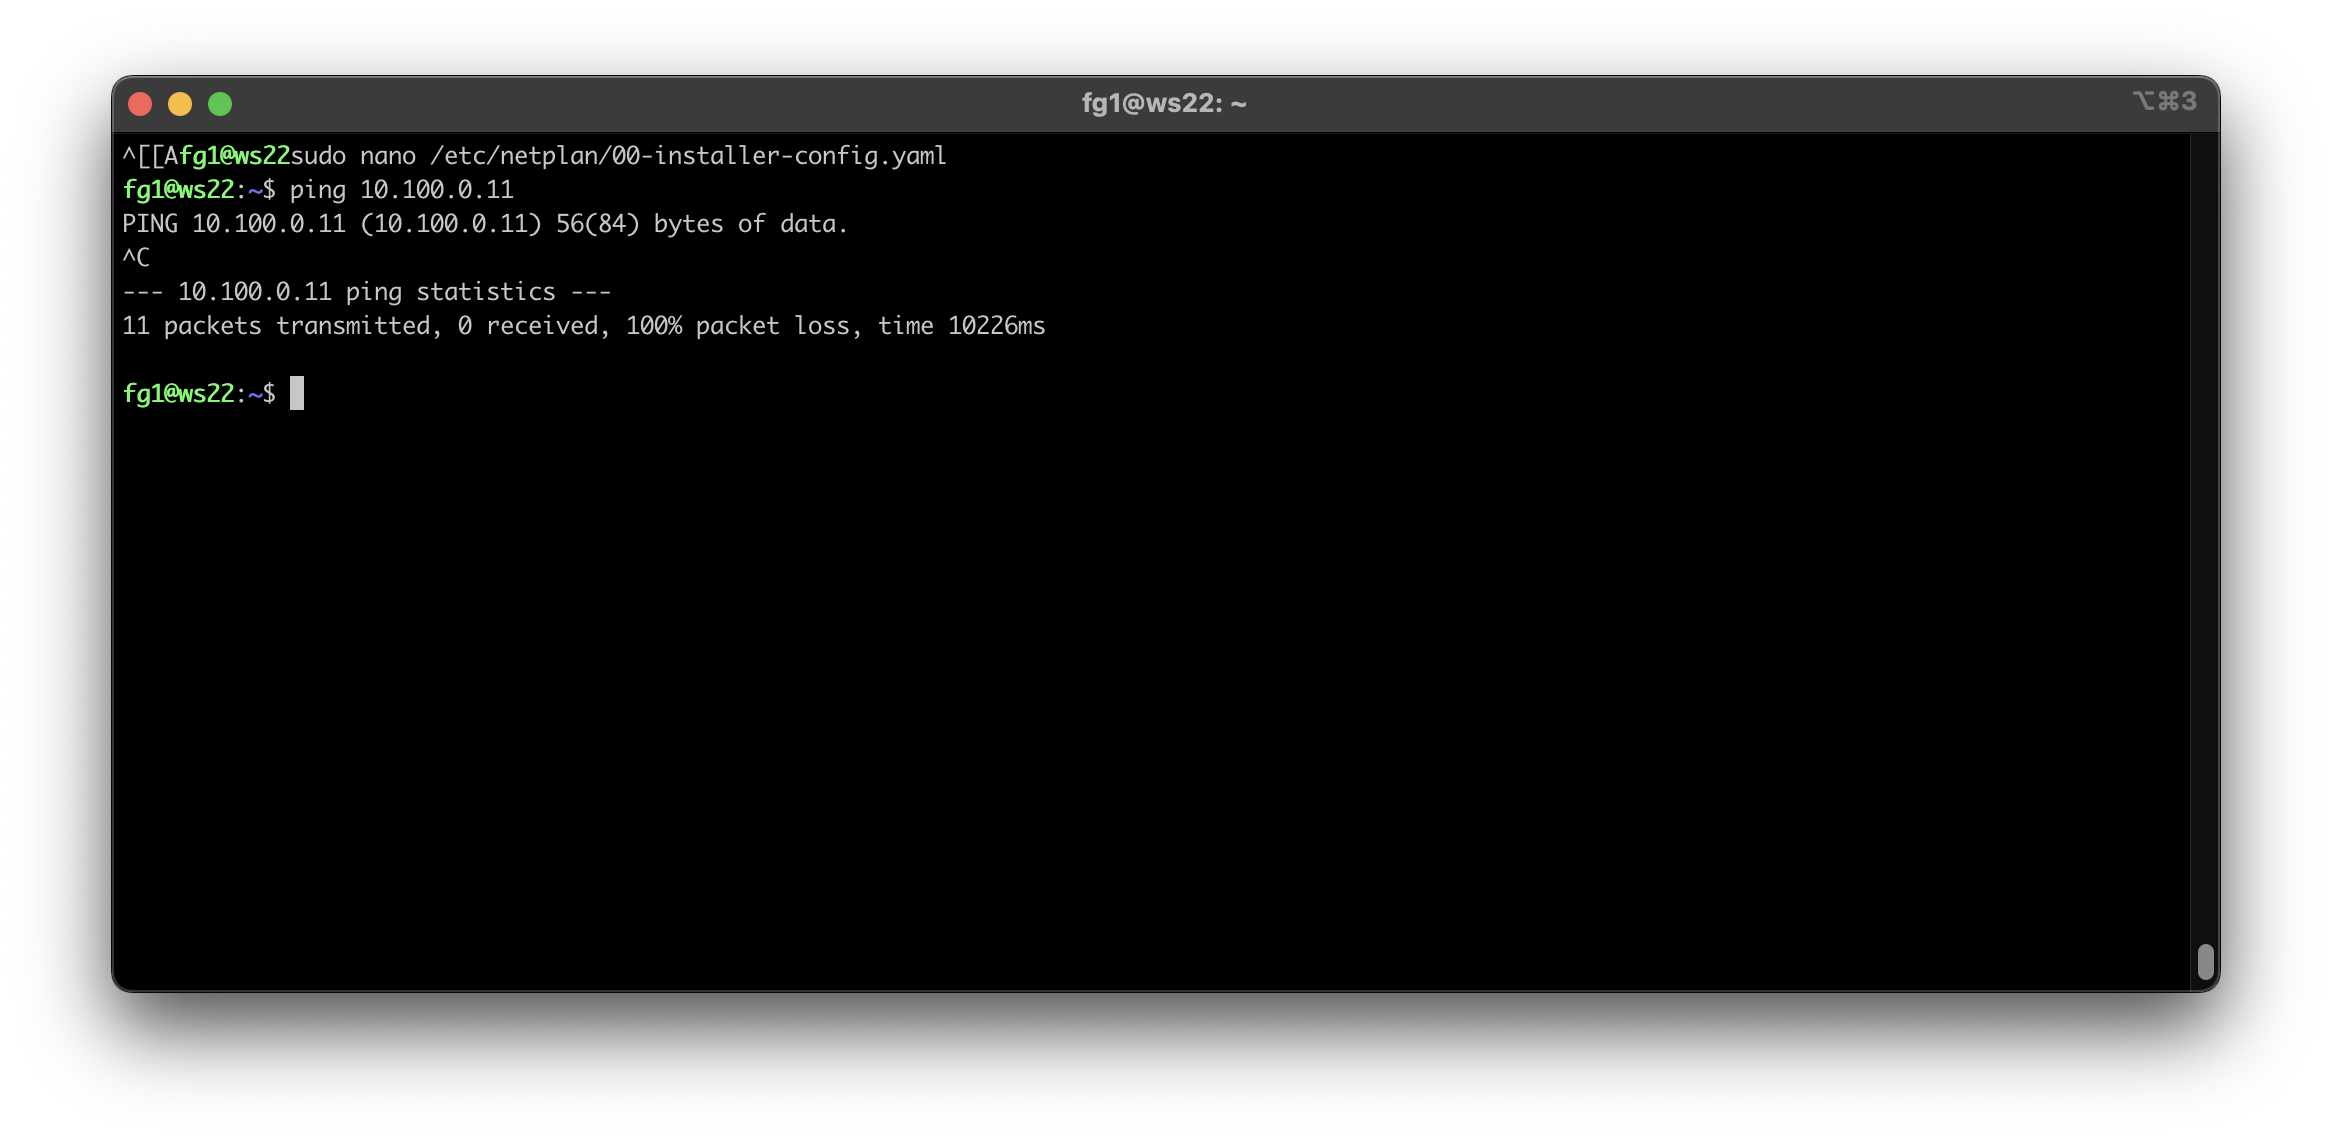 fg1@ws22: ~
⌥⌘3
^[[Afg1@ws22sudo nano /etc/netplan/00-installer-config.yaml
fg1@ws22:~$ ping 10.100.0.11
PING 10.100.0.11 (10.100.0.11) 56(84) bytes of data.
^C
--- 10.100.0.11 ping statistics ---
11 packets transmitted, 0 received, 100% packet loss, time 10226ms
fg1@ws22:~$